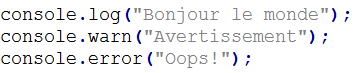 console.log("Bonjour le monde");
console.warn("Avertissement");
console.error("Oops!");